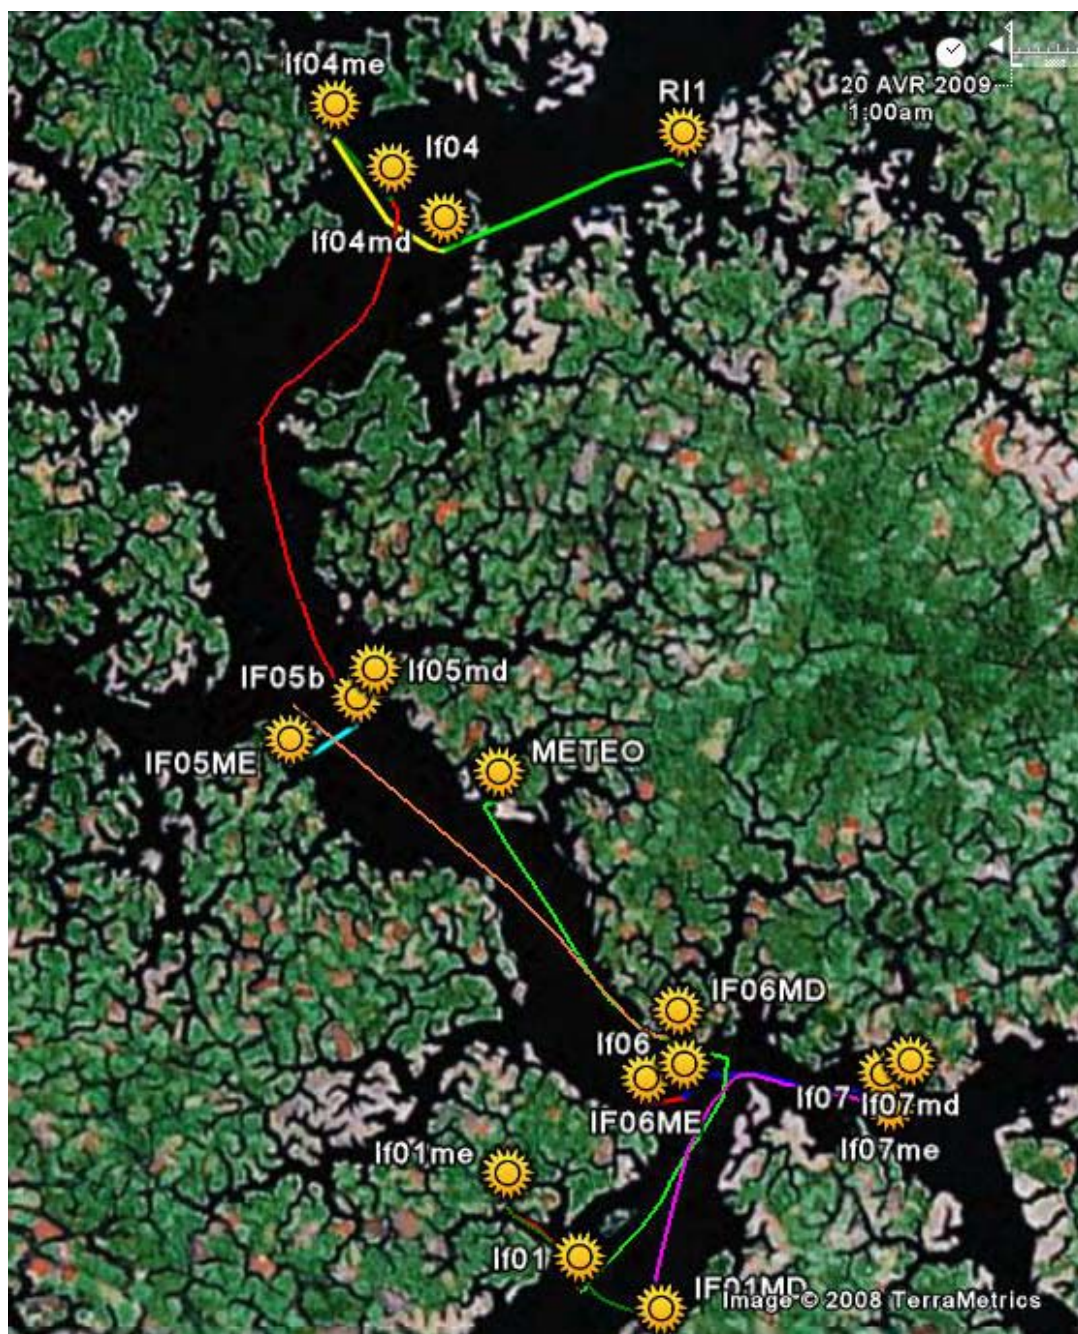 If04me
20 AVR 2009
1:00am
RI1
If04
If04md
IF05b
If05md
IF05ME
METEO
IF06MD
If06
IF06ME
If07
If07md
If07me
If01me
If01
IF01MD
Image © 2008 TerraMetrics